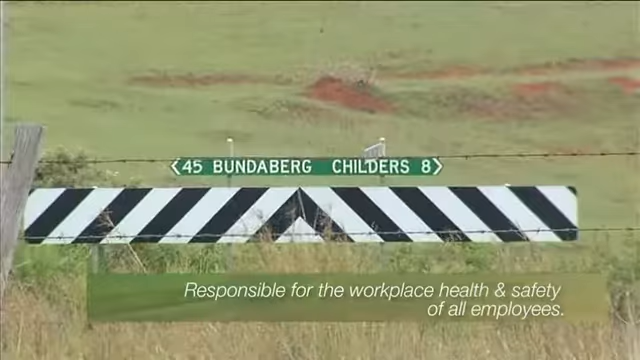 45 BUNDABERG CHILDERS 8
Responsible for the workplace health & safety
of all employees.